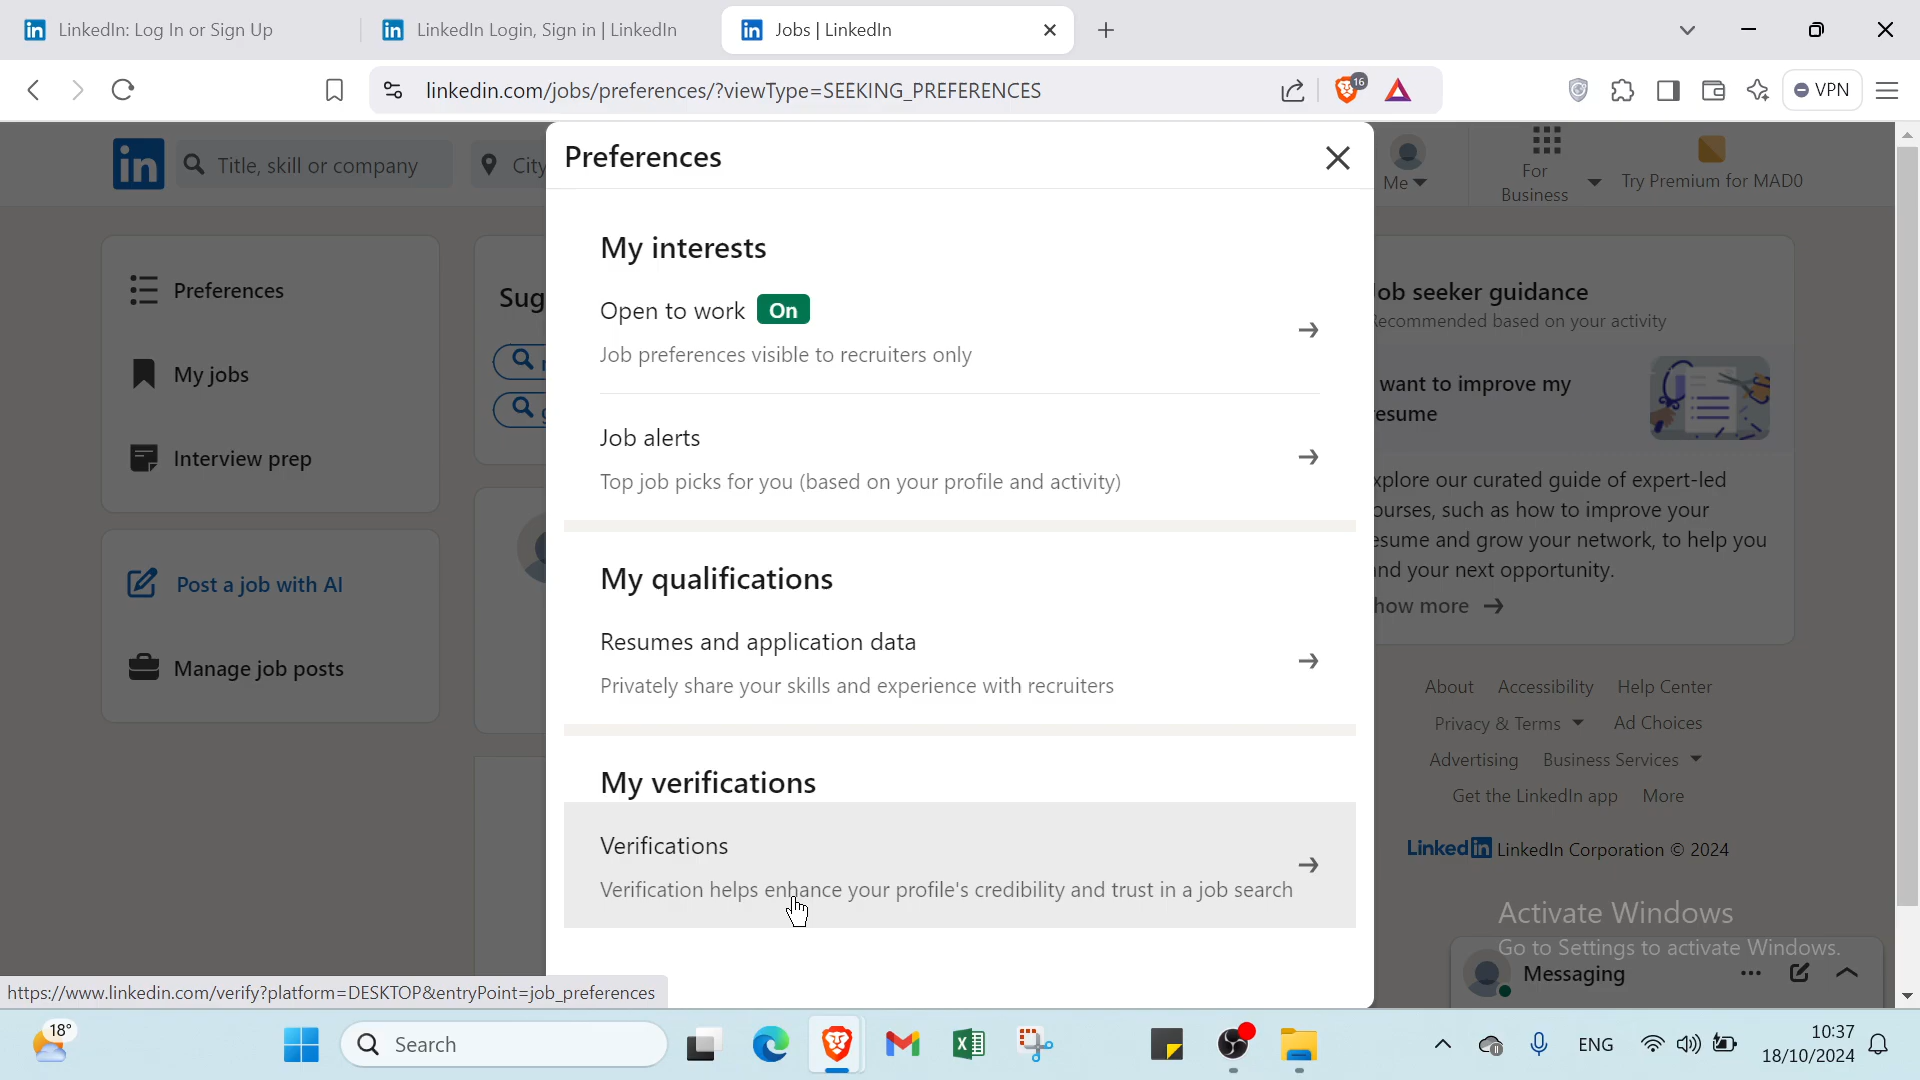 LinkedIn: Log In or Sign Up
LinkedIn Login, Sign in | LinkedIn
Jobs | LinkedIn
linkedin.com/jobs/preferences/?viewType=SEEKING_PREFERENCES
16
VPN
in
Title, skill or company
City
Preferences
Me
For
Business
Try Premium for MAD0
Preferences
My jobs
Interview prep
Post a job with AI
Manage job posts
Sug
My interests
Open to work On
Job preferences visible to recruiters only
Job alerts
Top job picks for you (based on your profile and activity)
My qualifications
Resumes and application data
Privately share your skills and experience with recruiters
My verifications
Verifications
Verification helps enhance your profile's credibility and trust in a job search
ob seeker guidance
ecommended based on your activity
want to improve my
esume
xplore our curated guide of expert-led
ourses, such as how to improve your
esume and grow your network, to help you
nd your next opportunity.
how more
About Accessibility Help Center
Privacy & Terms Ad Choices
Advertising Business Services
Get the LinkedIn app More
LinkedIn LinkedIn Corporation © 2024
Activate Windows
Go to Settings to activate Windows.
Messaging
https://www.linkedin.com/verify?platform=DESKTOP&entryPoint=job_preferences
18°
Search
ENG
10:37
18/10/2024